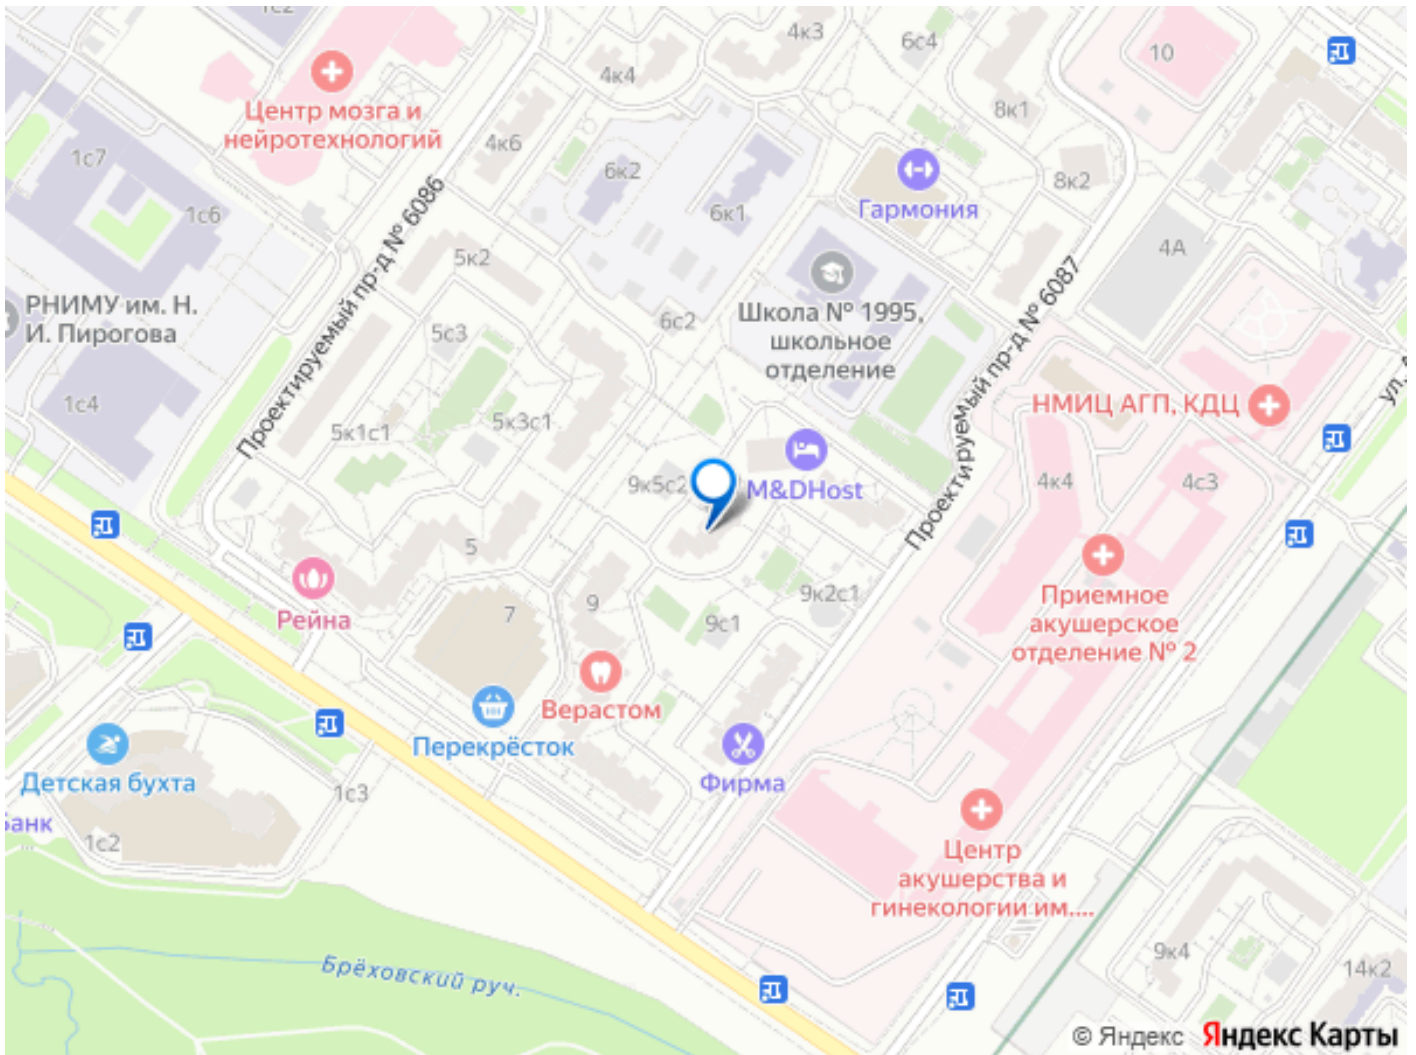 1с2
4к3
6с4
10
Центр мозга и
нейротехнологий
4к4
8к1
4к6
1с7
6к2
8к2
1с6
6к1
Гармония
Проектируемый пр-д № 6086
5к2
4А
РНИМУ им. Н.
И. Пирогова
Школа № 1995,
школьное
отделение
6с2
5с3
Проектируемый пр-д № 6087
ул.
1с4
5к1с1
5к3с1
НМИЦ АГП, КДЦ
9к5с2
M&DHost
4к4
4с3
5
Рейна
7
9
9с1
9к2с1
Приемное
акушерское
отделение № 2
Верастом
Перекрёсток
Фирма
Детская бухта
1с3
банк
1с2
Центр
акушерства и
гинекологии им....
Брёховский руч.
9к4
14к2
© Яндекс Яндекс Карты